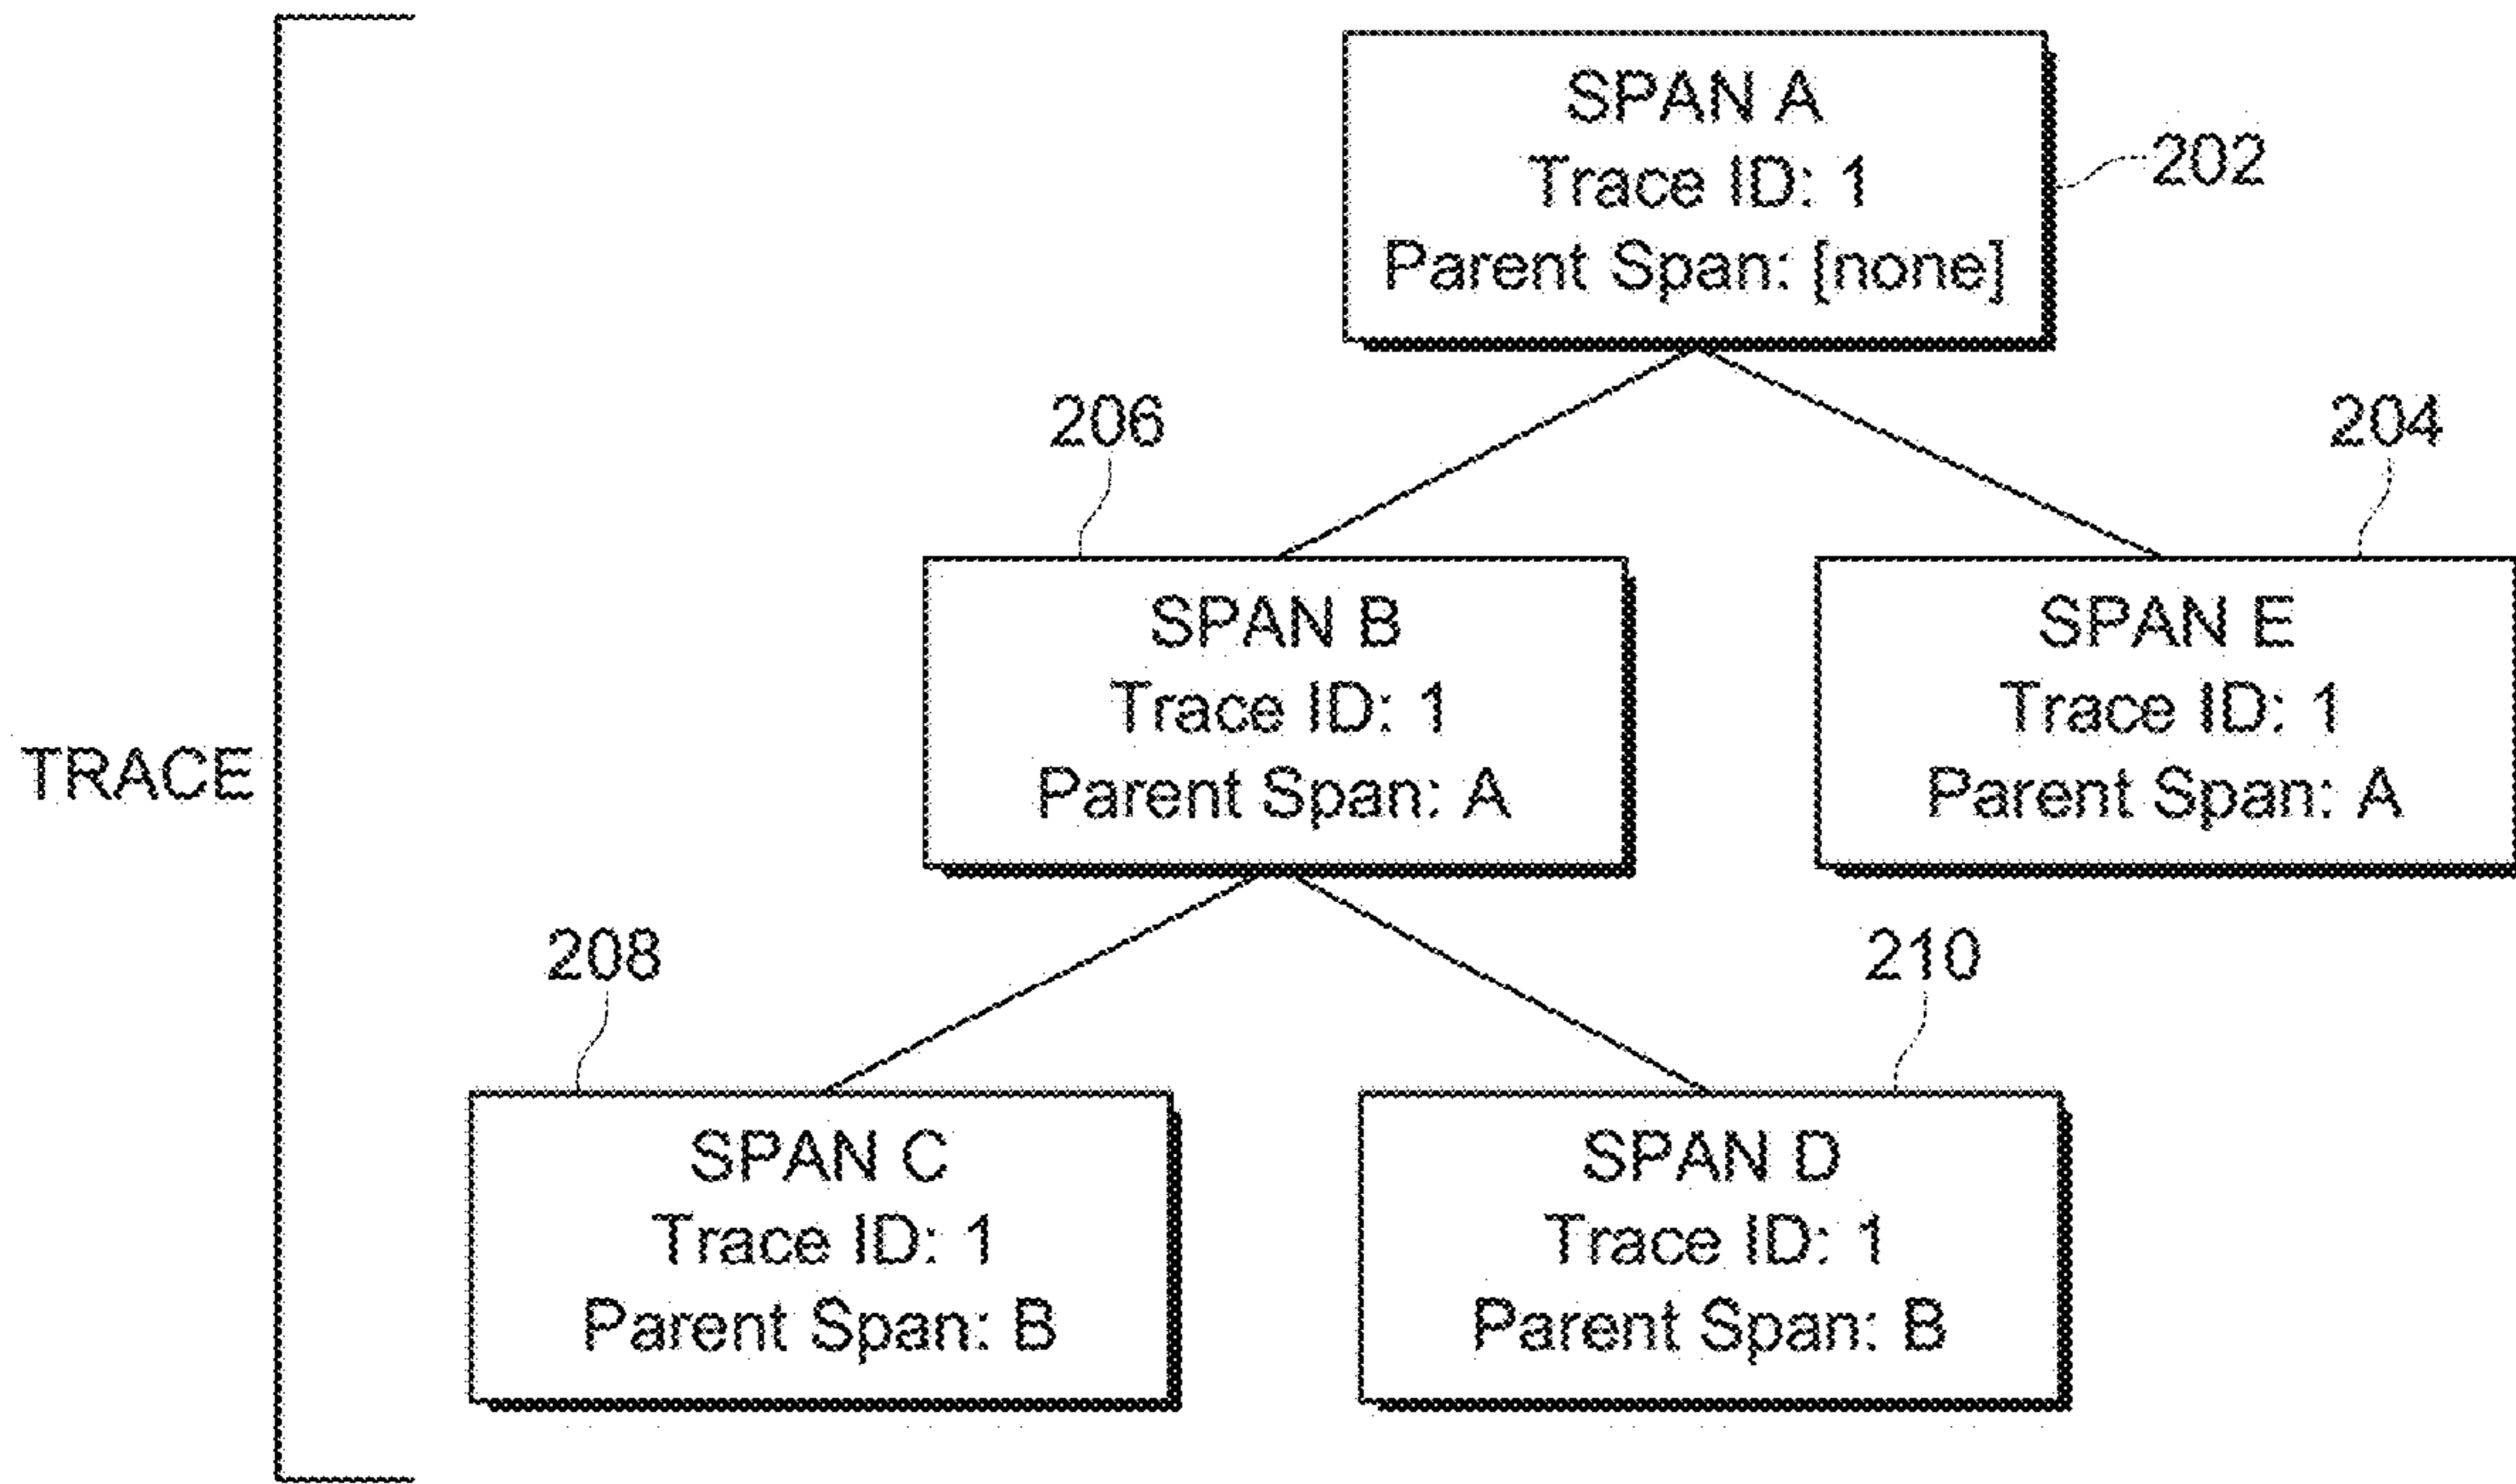 SPAN A
Trace ID: 1
Parent Span: [none]
202
206
204
SPAN B
Trace ID: 1
Parent Span: A
SPAN E
Trace ID: 1
Parent Span: A
TRACE
208
210
SPAN C
Trace ID: 1
Parent Span: B
SPAN D
Trace ID: 1
Parent Span: B